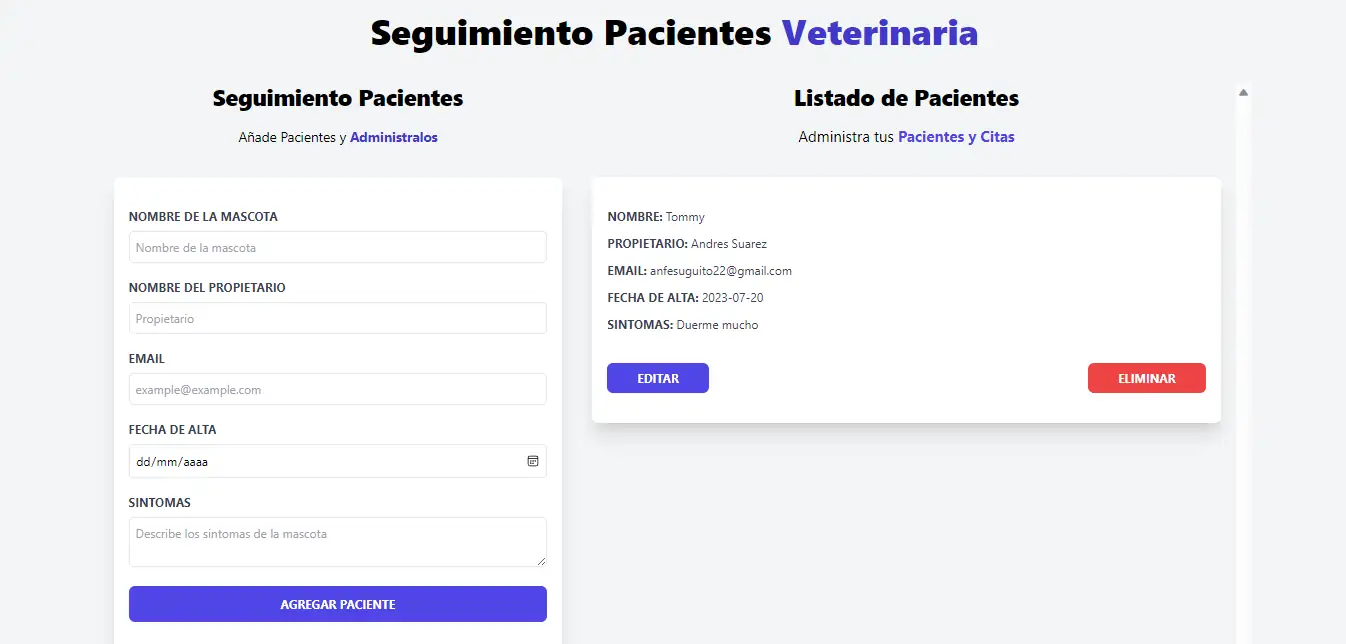 Seguimiento Pacientes Veterinaria
Seguimiento Pacientes
Añade Pacientes y Administralos
NOMBRE DE LA MASCOTA
Nombre de la mascota
NOMBRE DEL PROPIETARIO
Propietario
EMAIL
example@example.com
FECHA DE ALTA
dd/mm/aaaa
SINTOMAS
Describe los síntomas de la mascota
AGREGAR PACIENTE
Listado de Pacientes
Administra tus Pacientes y Citas
NOMBRE: Tommy
PROPIETARIO: Andres Suarez
EMAIL: anfesuguito22@gmail.com
FECHA DE ALTA: 2023-07-20
SINTOMAS: Duerme mucho
EDITAR
ELIMINAR